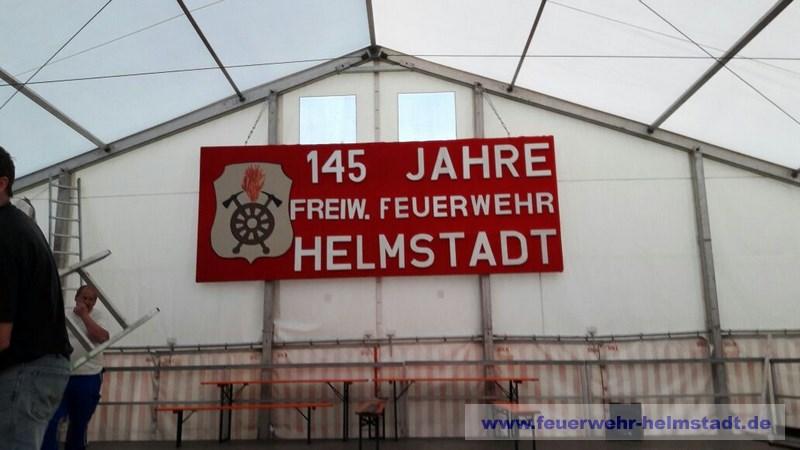 145 JAHRE
FREIW. FEUERWEHR
HELMSTADT
www.feuerwehr-helmstadt.de